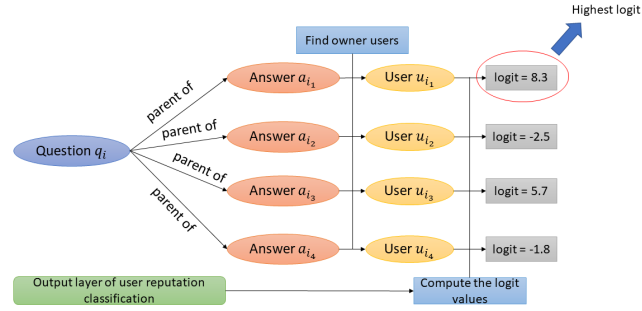 Highest logit
Find owner users
parent of
Answer a_{i_1}
User u_{i_1}
logit = 8.3
parent of
Answer a_{i_2}
User u_{i_2}
logit = -2.5
Question q_i
parent of
Answer a_{i_3}
User u_{i_3}
logit = 5.7
parent of
Answer a_{i_4}
User u_{i_4}
logit = -1.8
Output layer of user reputation
classification
Compute the logit
values